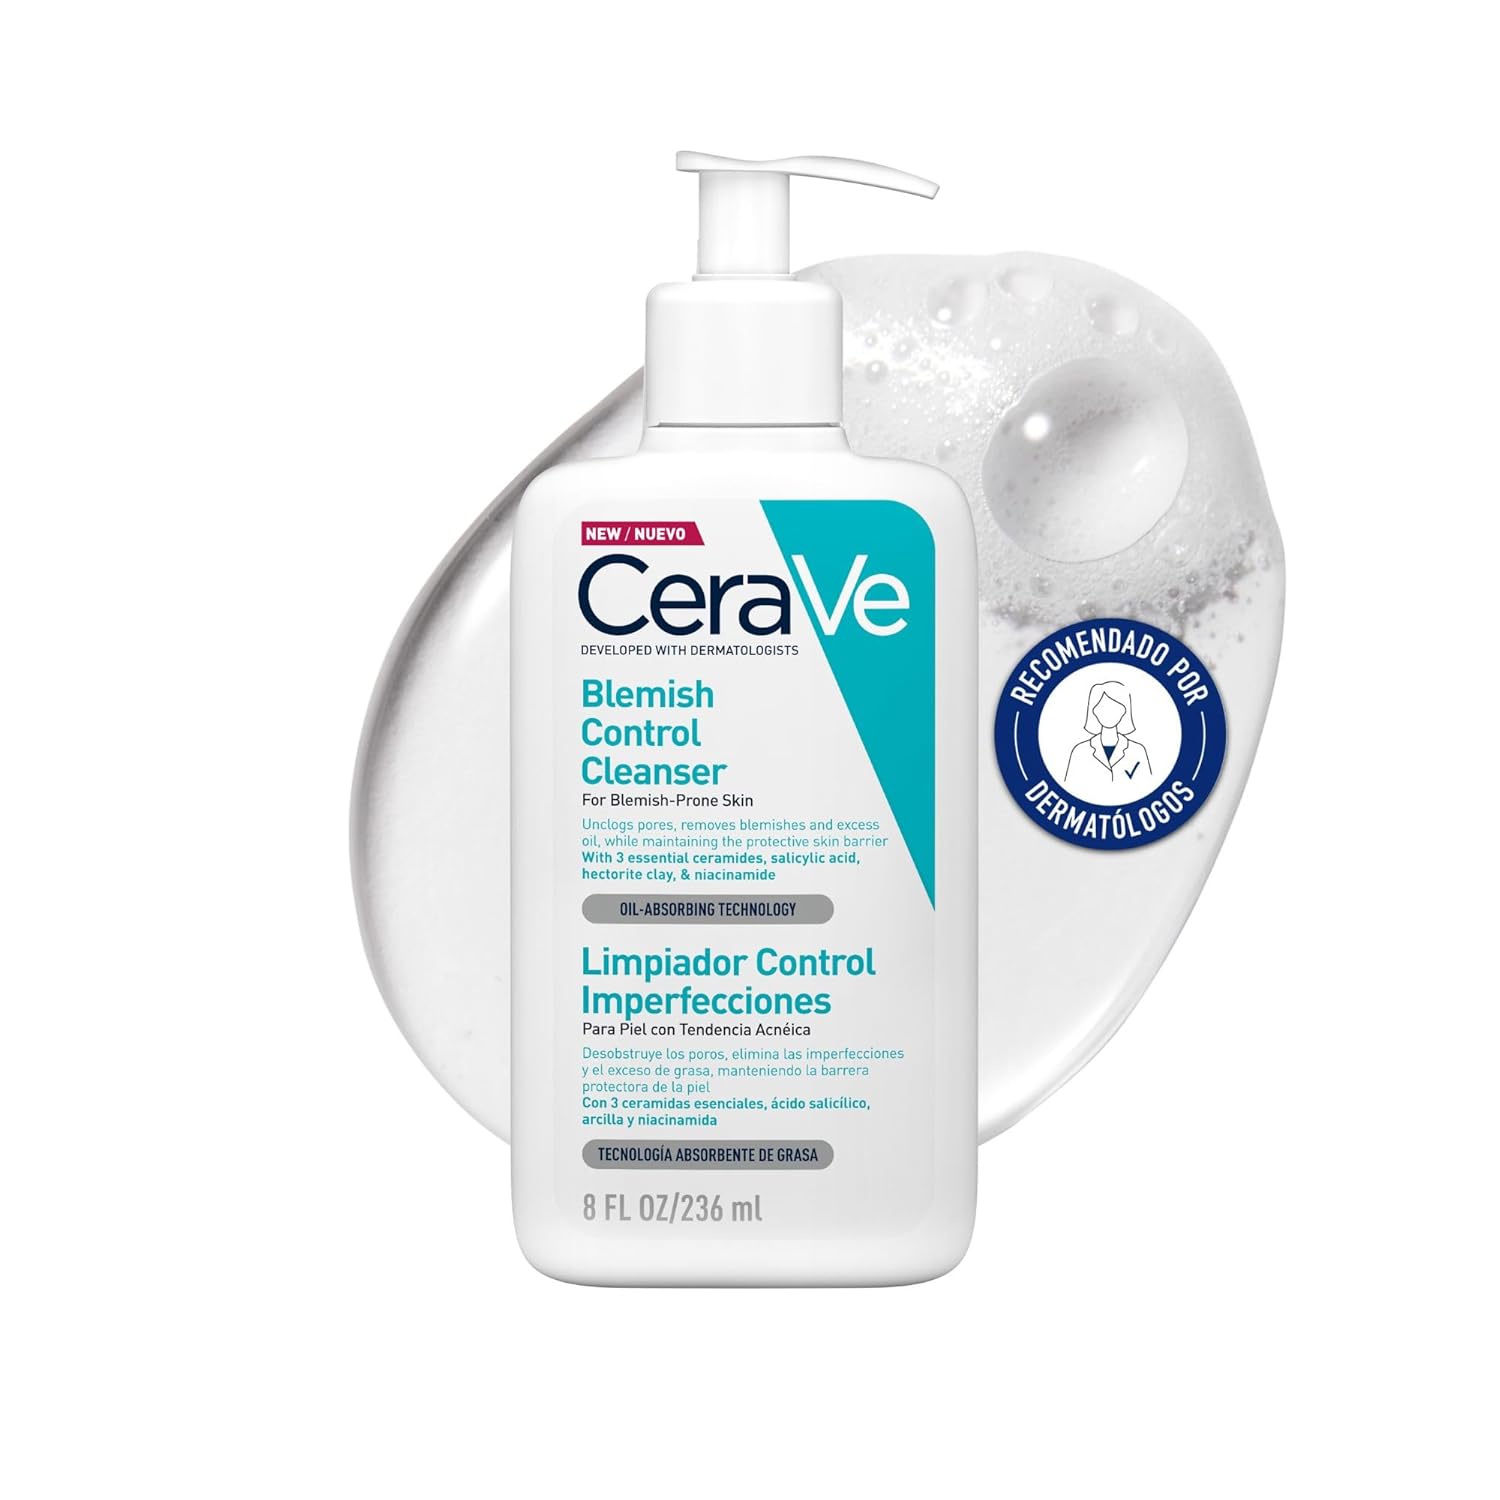 NEW / NUEVO
CeraVe
DEVELOPED WITH DERMATOLOGISTS
Blemish
Control
Cleanser
For Blemish-Prone Skin
Unclogs pores, removes blemishes and excess
oil, while maintaining the protective skin barrier
With 3 essential ceramides, salicylic acid,
hectorite clay, & niacinamide
OIL-ABSORBING TECHNOLOGY
Limpiador Control
Imperfecciones
Para Piel con Tendencia Acnéica
Desobstruye los poros, elimina las imperfecciones
y el exceso de grasa, manteniendo la barrera
protectora de la piel
Con 3 ceramidas esenciales, ácido salicílico,
arcilla y niacinamida
TECNOLOGÍA ABSORBENTE DE GRASA
8 FL OZ/236 ml
RECOMENDADO POR
DERMATÓLOGOS